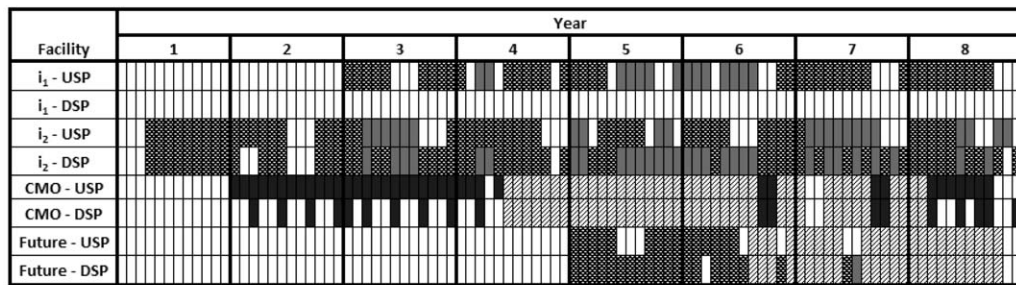 Year
Facility 1 2 3 4 5 6 7 8
i₁ - USP
i₁ - DSP
i₂ - USP
i₂ - DSP
CMO - USP
CMO - DSP
Future - USP
Future - DSP